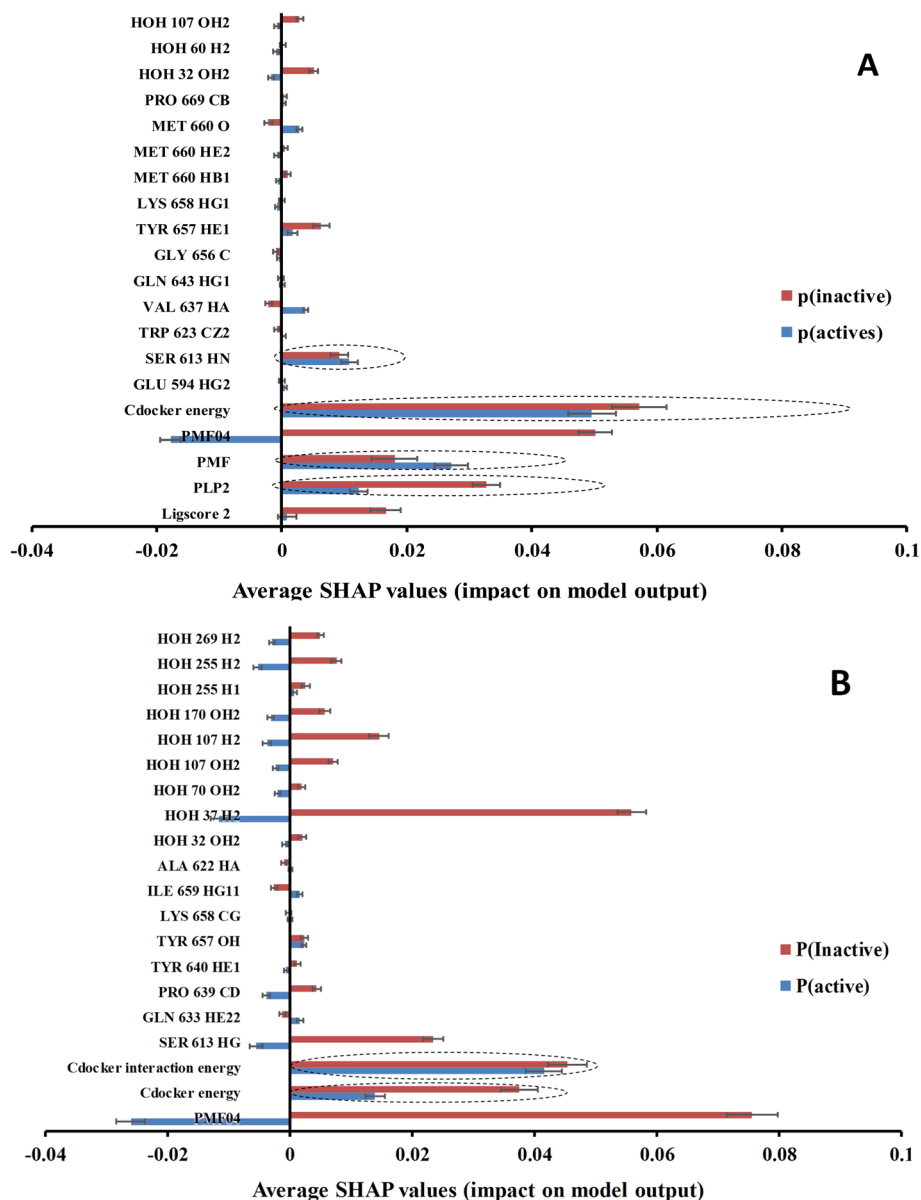 A
HOH 107 OH2
HOH 60 H2
HOH 32 OH2
PRO 669 CB
MET 660 O
MET 660 HE2
MET 660 HB1
LYS 658 HG1
TYR 657 HE1
GLY 656 C
GLN 643 HG1
VAL 637 HA
TRP 623 CZ2
SER 613 HN
GLU 594 HG2
Cdocker energy
PMF04
PMF
PLP2
Ligscore 2
p(inactive)
p(actives)
-0.04 -0.02 0 0.02 0.04 0.06 0.08 0.1
Average SHAP values (impact on model output)
B
HOH 269 H2
HOH 255 H2
HOH 255 H1
HOH 170 OH2
HOH 107 H2
HOH 107 OH2
HOH 70 OH2
HOH 37 H2
HOH 32 OH2
ALA 622 HA
ILE 659 HG11
LYS 658 CG
TYR 657 OH
TYR 640 HE1
PRO 639 CD
GLN 633 HE22
SER 613 HG
Cdocker interaction energy
Cdocker energy
PMF04
P(Inactive)
P(active)
-0.04 -0.02 0 0.02 0.04 0.06 0.08 0.1
Average SHAP values (impact on model output)